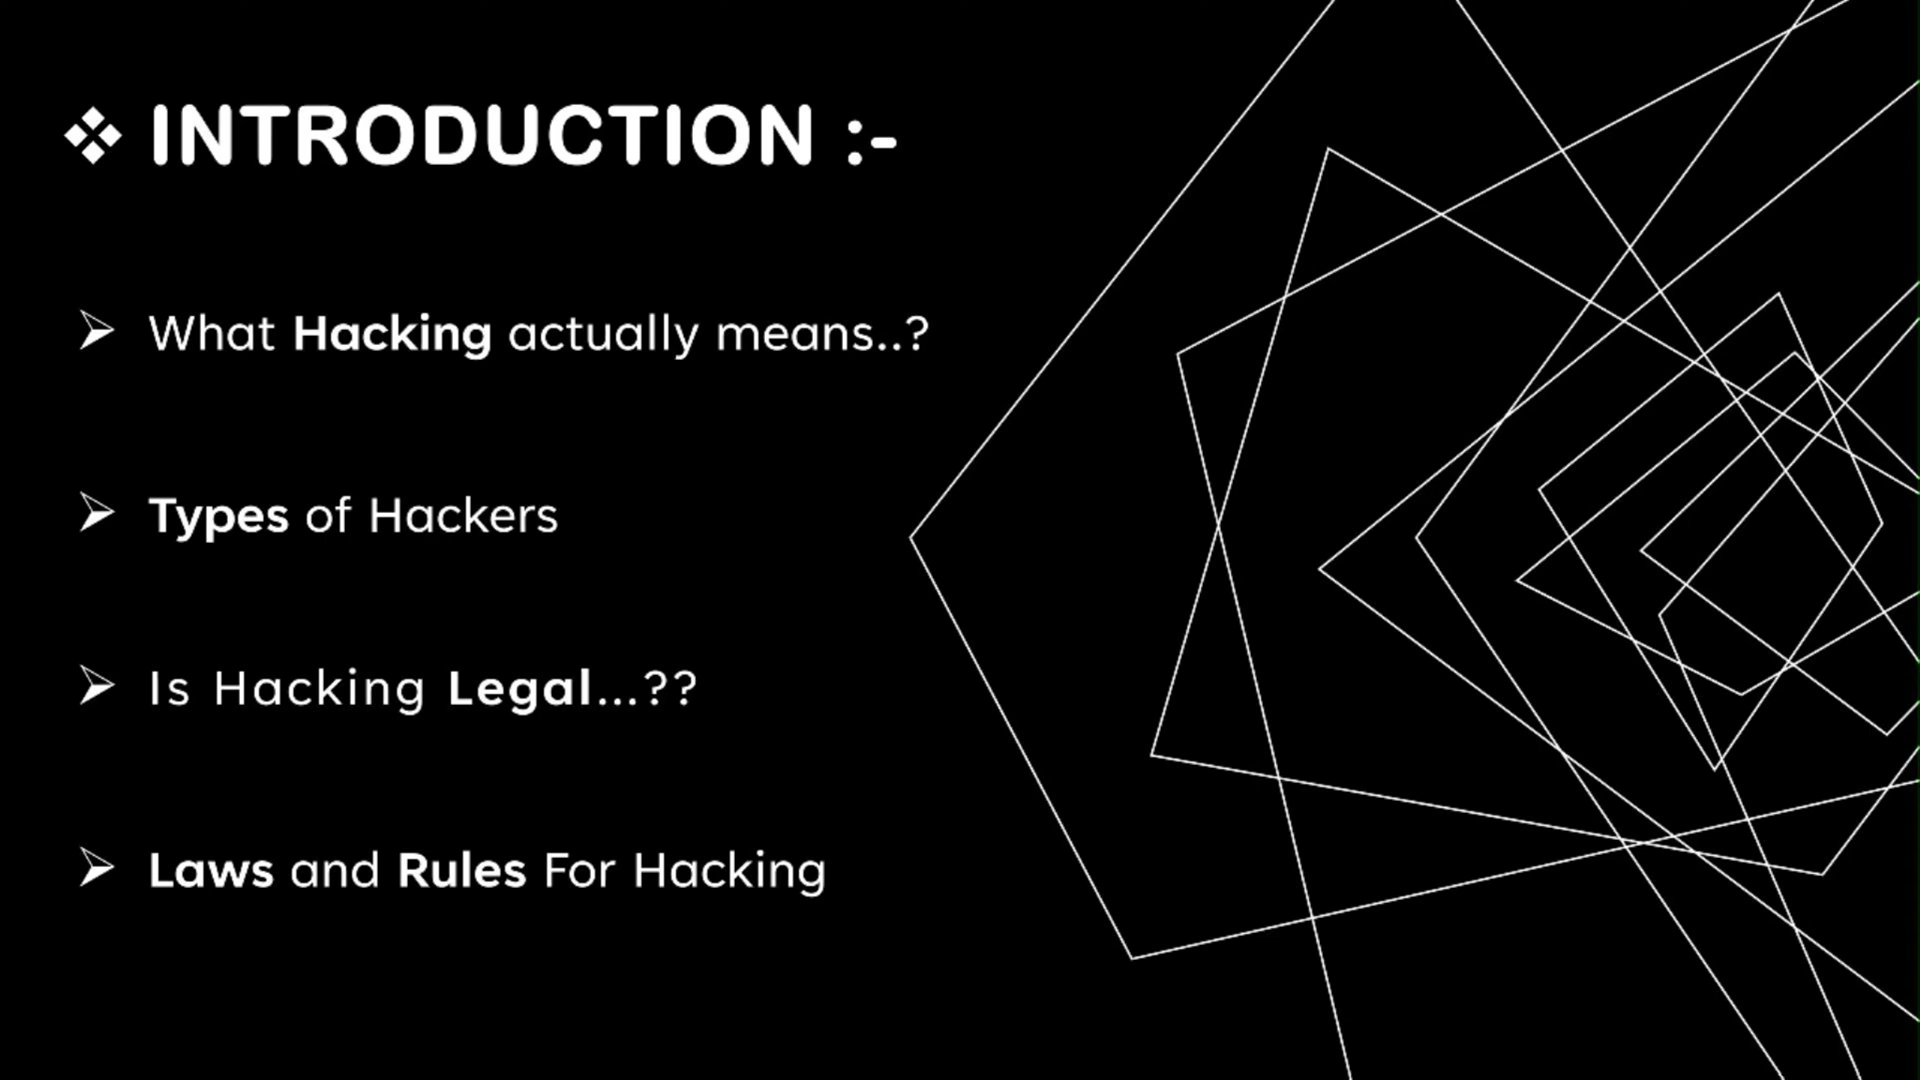 ❖ INTRODUCTION :-
➢ What Hacking actually means..?
➢ Types of Hackers
➢ Is Hacking Legal...??
➢ Laws and Rules For Hacking